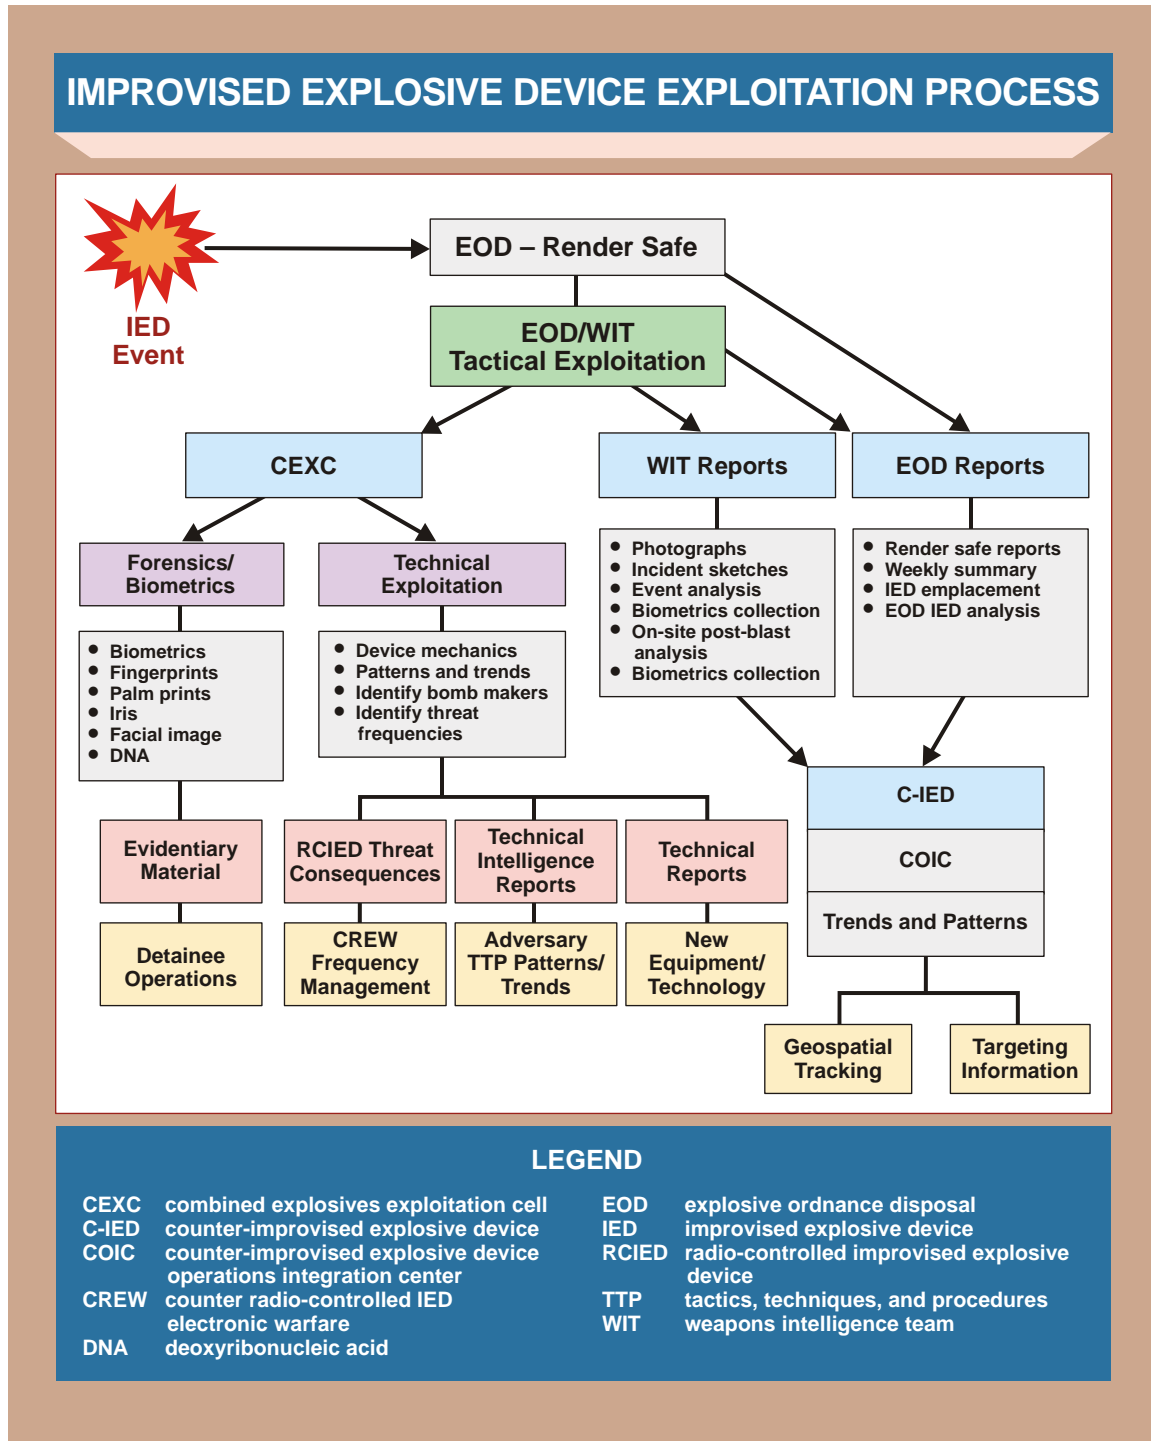 IMPROVISED EXPLOSIVE DEVICE EXPLOITATION PROCESS
IED
Event
EOD – Render Safe
EOD/WIT
Tactical Exploitation
CEXC
WIT Reports
EOD Reports
Forensics/
Biometrics
Technical
Exploitation
• Photographs
• Incident sketches
• Event analysis
• Biometrics collection
• On-site post-blast
analysis
• Biometrics collection
• Render safe reports
• Weekly summary
• IED emplacement
• EOD IED analysis
• Biometrics
• Fingerprints
• Palm prints
• Iris
• Facial image
• DNA
• Device mechanics
• Patterns and trends
• Identify bomb makers
• Identify threat
frequencies
C-IED
COIC
Trends and Patterns
Evidentiary
Material
RCIED Threat
Consequences
Technical
Intelligence
Reports
Technical
Reports
Detainee
Operations
CREW
Frequency
Management
Adversary
TTP Patterns/
Trends
New
Equipment/
Technology
Geospatial
Tracking
Targeting
Information
LEGEND
CEXC combined explosives exploitation cell
C-IED counter-improvised explosive device
COIC counter-improvised explosive device
operations integration center
CREW counter radio-controlled IED
electronic warfare
DNA deoxyribonucleic acid
EOD explosive ordnance disposal
IED improvised explosive device
RCIED radio-controlled improvised explosive
device
TTP tactics, techniques, and procedures
WIT weapons intelligence team